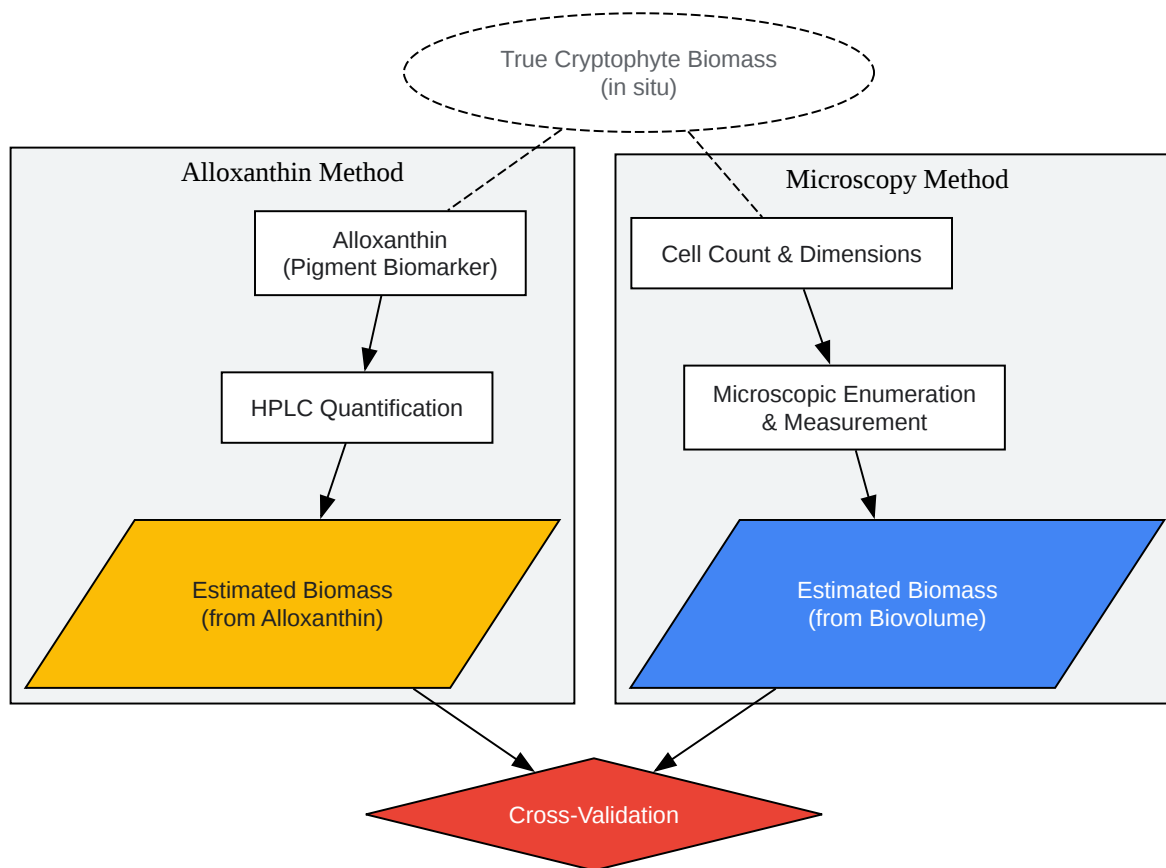 True Cryptophyte Biomass
(in situ)
Alloxanthin Method
Alloxanthin
(Pigment Biomarker)
HPLC Quantification
Estimated Biomass
(from Alloxanthin)
Microscopy Method
Cell Count & Dimensions
Microscopic Enumeration
& Measurement
Estimated Biomass
(from Biovolume)
Cross-Validation